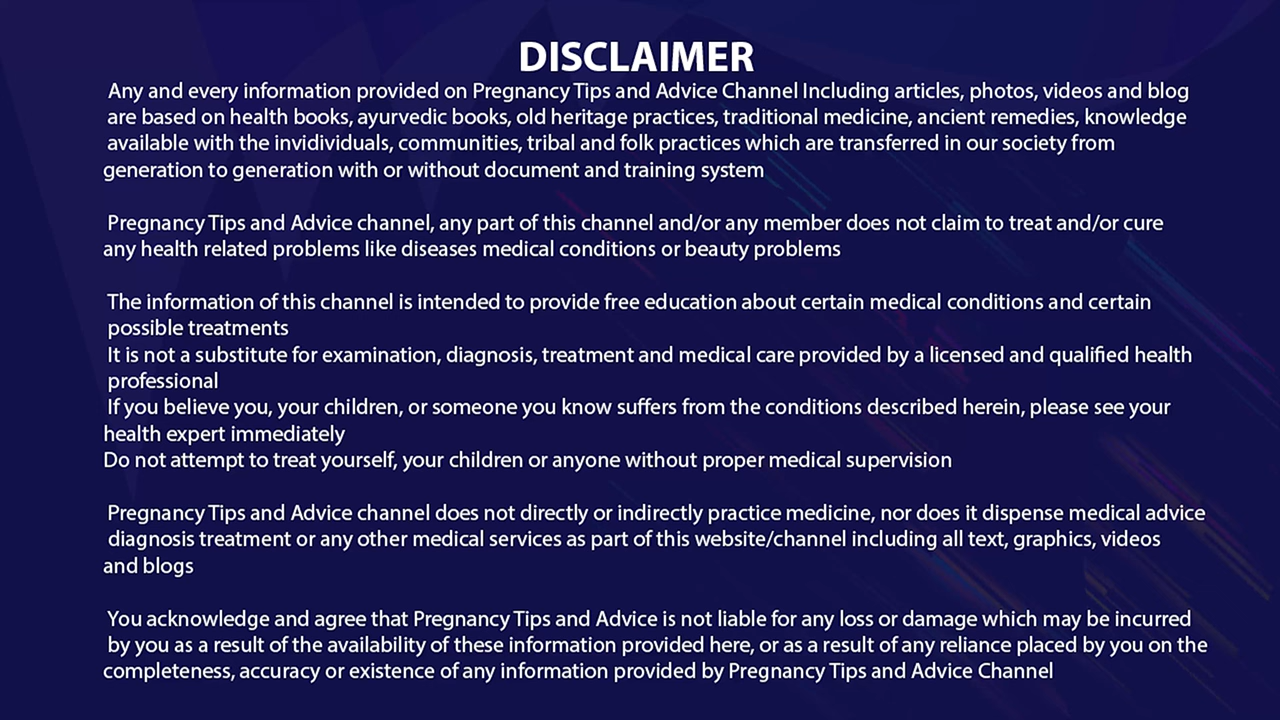 DISCLAIMER
Any and every information provided on Pregnancy Tips and Advice Channel Including articles, photos, videos and blog
are based on health books, ayurvedic books, old heritage practices, traditional medicine, ancient remedies, knowledge
available with the invidividuals, communities, tribal and folk practices which are transferred in our society from
generation to generation with or without document and training system
Pregnancy Tips and Advice channel, any part of this channel and/or any member does not claim to treat and/or cure
any health related problems like diseases medical conditions or beauty problems
The information of this channel is intended to provide free education about certain medical conditions and certain
possible treatments
It is not a substitute for examination, diagnosis, treatment and medical care provided by a licensed and qualified health
professional
If you believe you, your children, or someone you know suffers from the conditions described herein, please see your
health expert immediately
Do not attempt to treat yourself, your children or anyone without proper medical supervision
Pregnancy Tips and Advice channel does not directly or indirectly practice medicine, nor does it dispense medical advice
diagnosis treatment or any other medical services as part of this website/channel including all text, graphics, videos
and blogs
You acknowledge and agree that Pregnancy Tips and Advice is not liable for any loss or damage which may be incurred
by you as a result of the availability of these information provided here, or as a result of any reliance placed by you on the
completeness, accuracy or existence of any information provided by Pregnancy Tips and Advice Channel